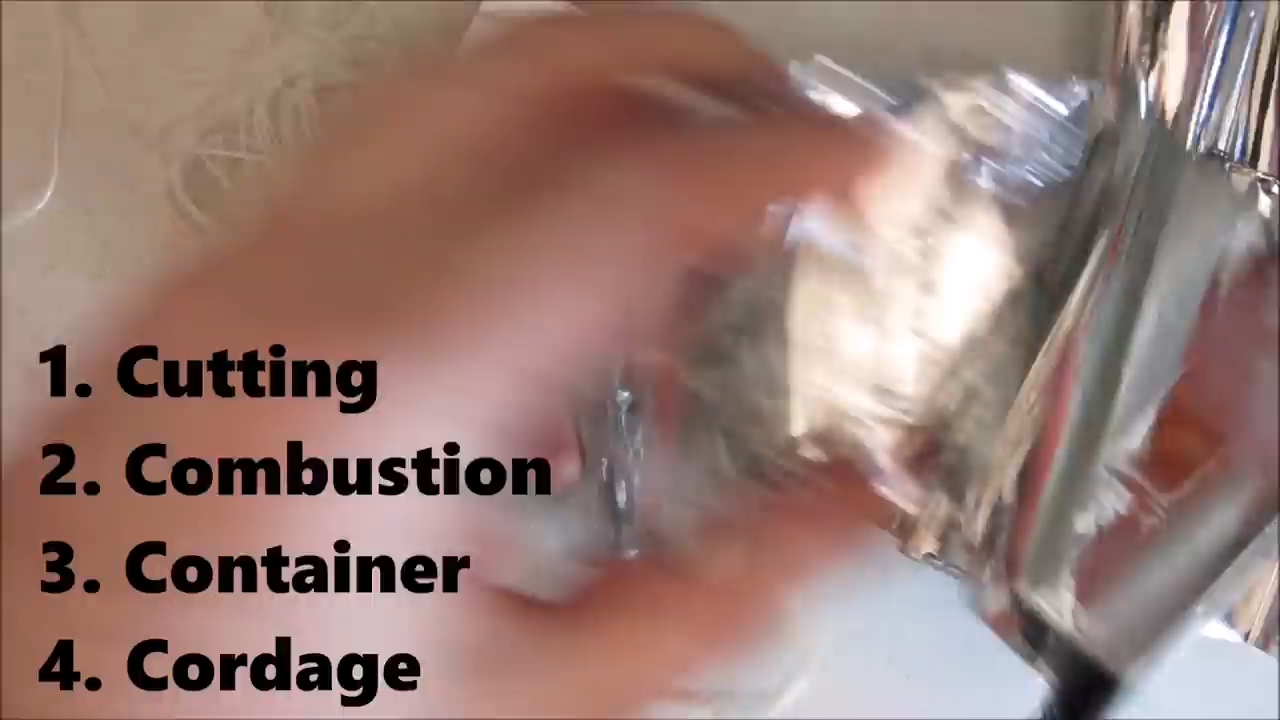 1. Cutting
2. Combustion
3. Container
4. Cordage